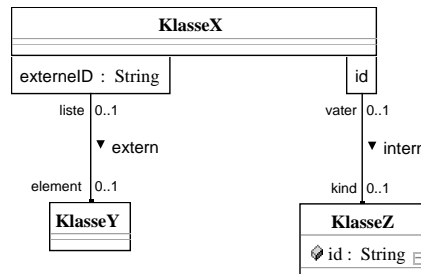 KlasseX
externeID : String
id
liste 0..1
vater 0..1
▼ extern
▼ intern
element 0..1
kind 0..1
KlasseY
KlasseZ
id : String